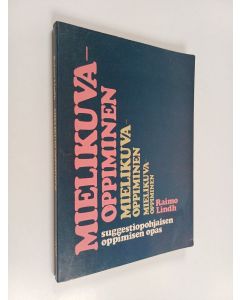 MIELIKUVA-
OPPIMINEN
MIELIKUVA-
OPPIMINEN
MIELIKUVA
OPPIMINEN
Raimo
Lindh
suggestiopohjaisen
oppimisen opas